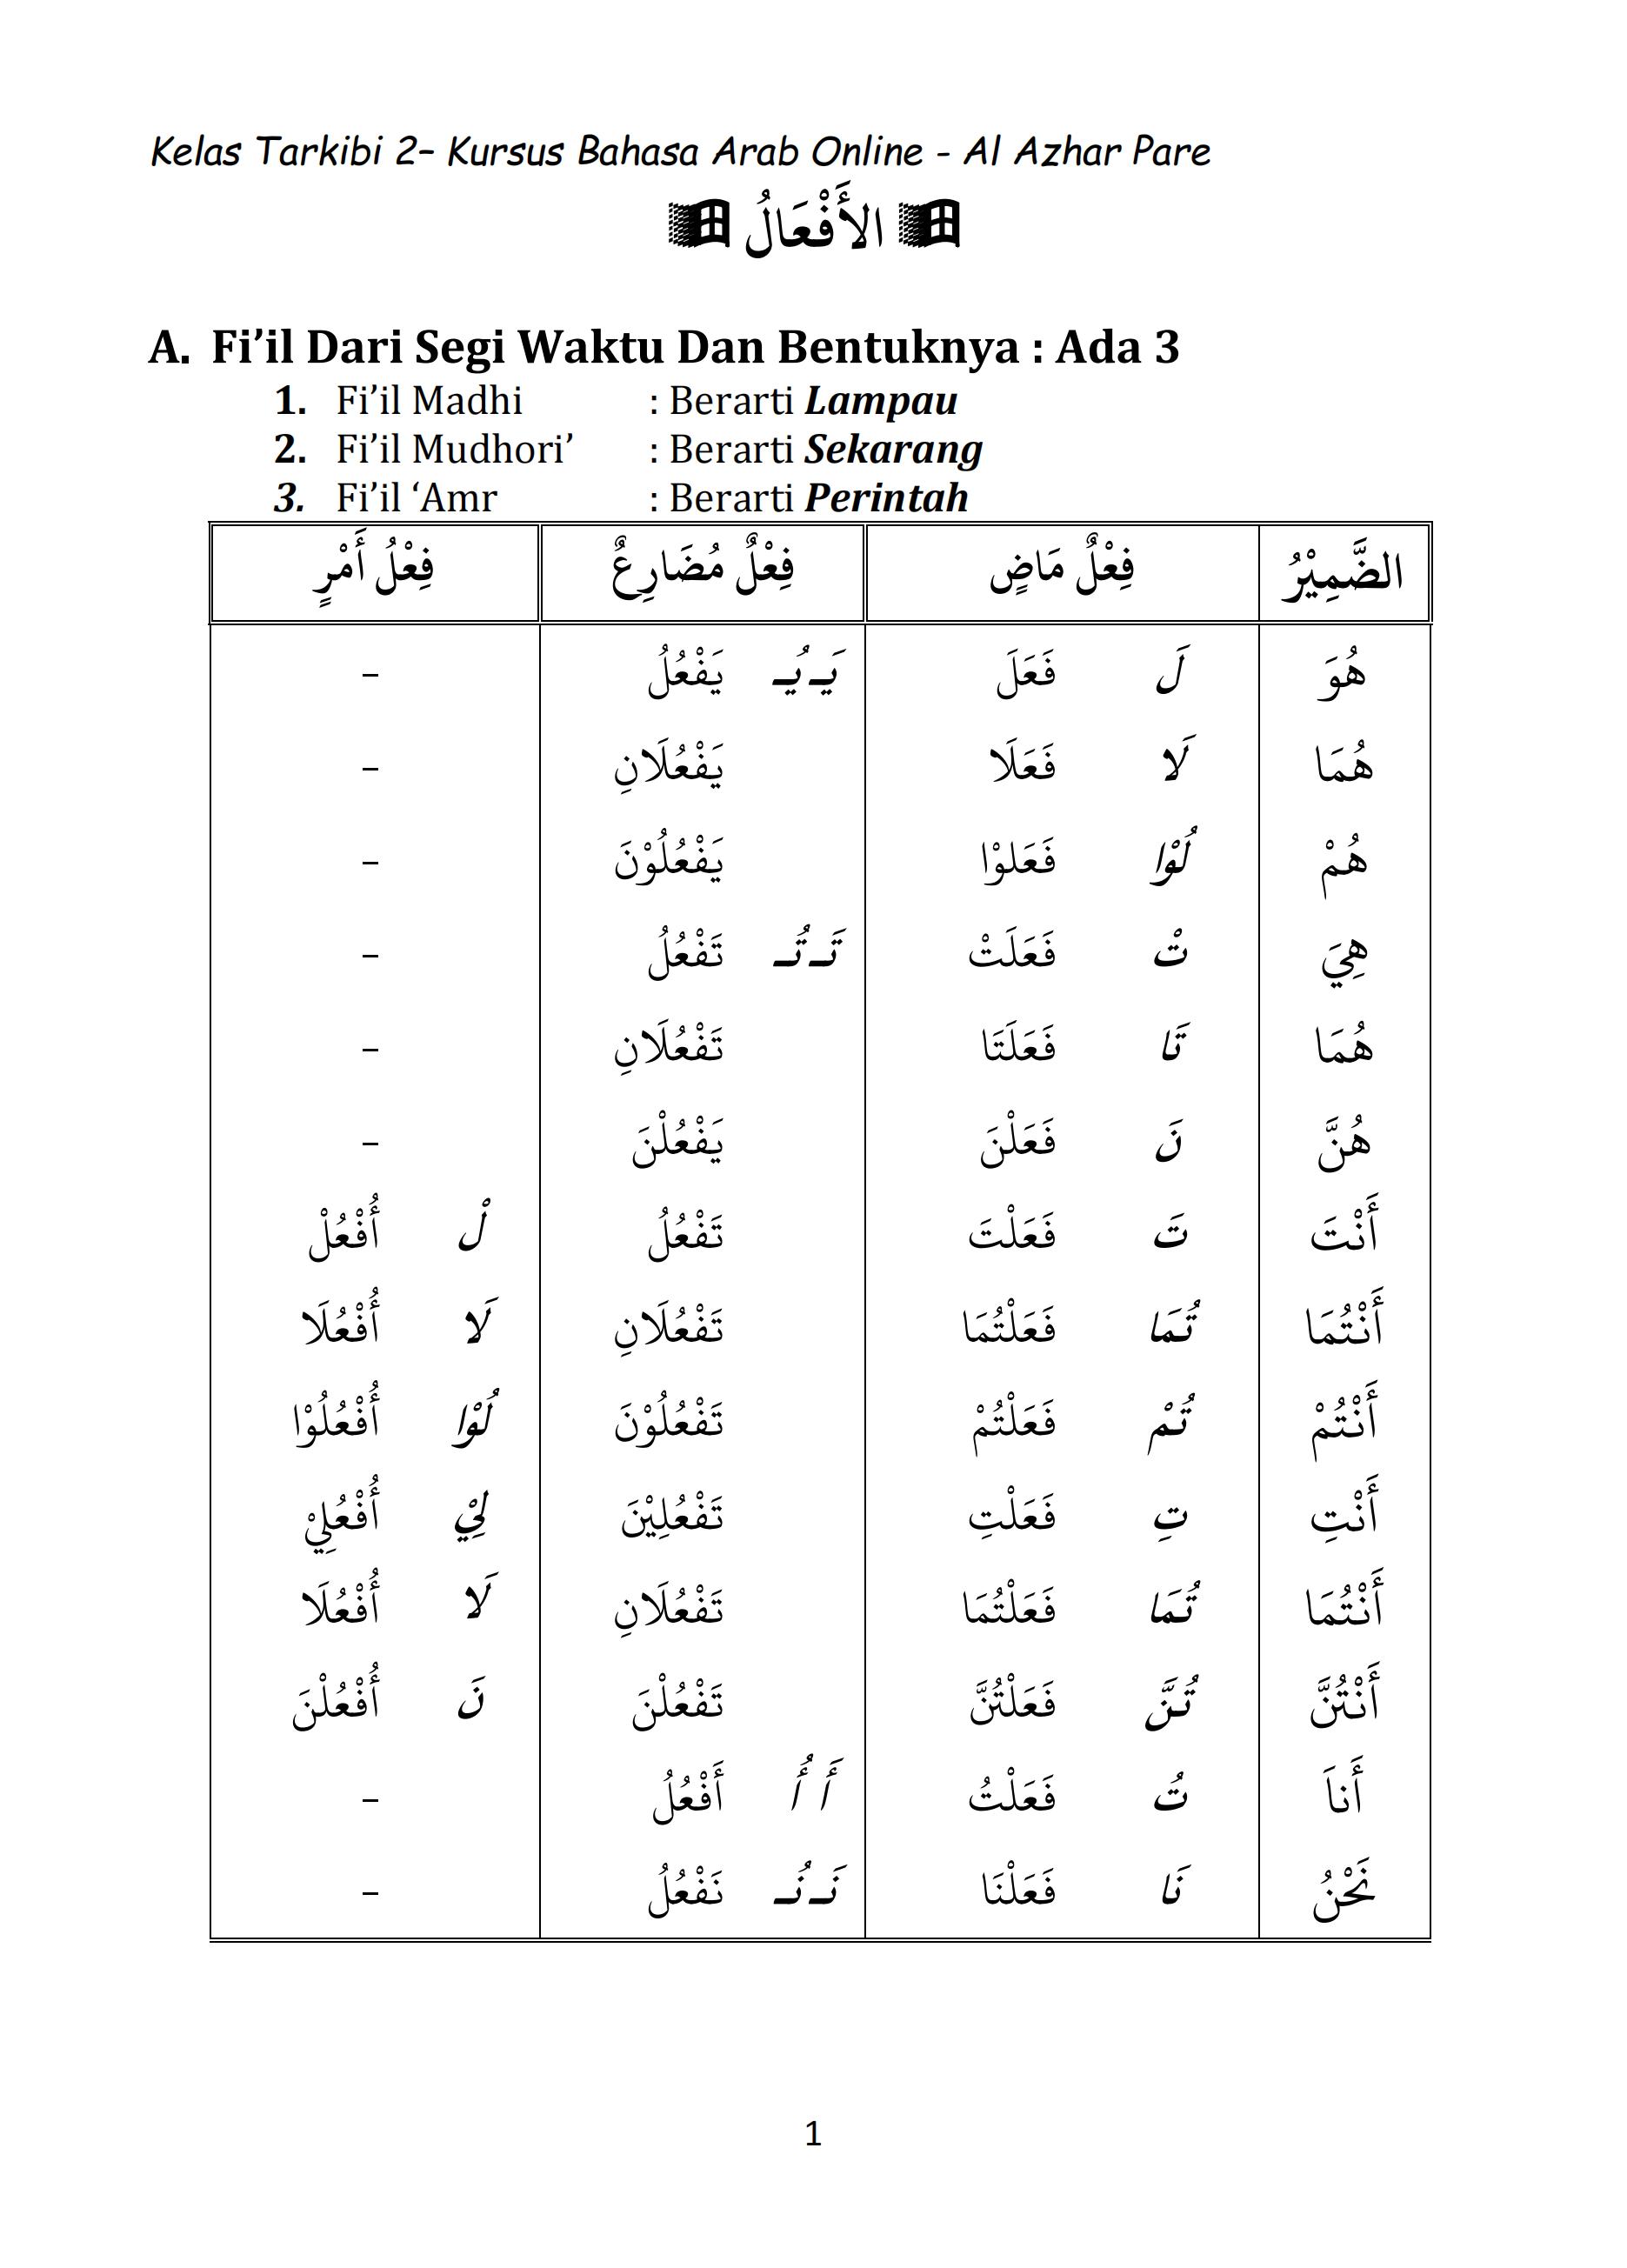 Kelas Tarkibi 2– Kursus Bahasa Arab Online - Al Azhar Pare
الأَفْعَالُ
A. Fi’il Dari Segi Waktu Dan Bentuknya : Ada 3
1. Fi’il Madhi : Berarti Lampau
2. Fi’il Mudhori’ : Berarti Sekarang
3. Fi’il ‘Amr : Berarti Perintah
الضَّمِيْرُ فِعْلٌ مَاضٍ فِعْلٌ مُضَارِعٌ فِعْلُ أَمْرٍ
هُوَ لَ فَعَلَ يَـ يُـ يَفْعُلُ –
هُمَا لَا فَعَلَا يَفْعُلَانِ –
هُمْ لُوْا فَعَلوْا يَفْعُلُوْنَ –
هِيَ تْ فَعَلَتْ تَـ تُـ تَفْعُلُ –
هُمَا تَا فَعَلَتَا تَفْعُلَانِ –
هُنَّ نَ فَعَلْنَ يَفْعُلْنَ –
أَنْتَ تَ فَعَلْتَ تَفْعُلُ لْ أُفْعُلْ
أَنْتُمَا تُمَا فَعَلْتُمَا تَفْعُلَانِ لَا أُفْعُلَا
أَنْتُمْ تُمْ فَعَلْتُمْ تَفْعُلُوْنَ لُوْا أُفْعُلُوْا
أَنْتِ تِ فَعَلْتِ تَفْعُلِيْنَ لِيْ أُفْعُلِيْ
أَنْتُمَا تُمَا فَعَلْتُمَا تَفْعُلَانِ لَا أُفْعُلَا
أَنْتُنَّ تُنَّ فَعَلْتُنَّ تَفْعُلْنَ نَ أُفْعُلْنَ
أَناَ تُ فَعَلْتُ أَ أُ أَفْعُلُ –
نَحْنُ نَا فَعَلْنَا نَـ نُـ نَفْعُلُ –
1